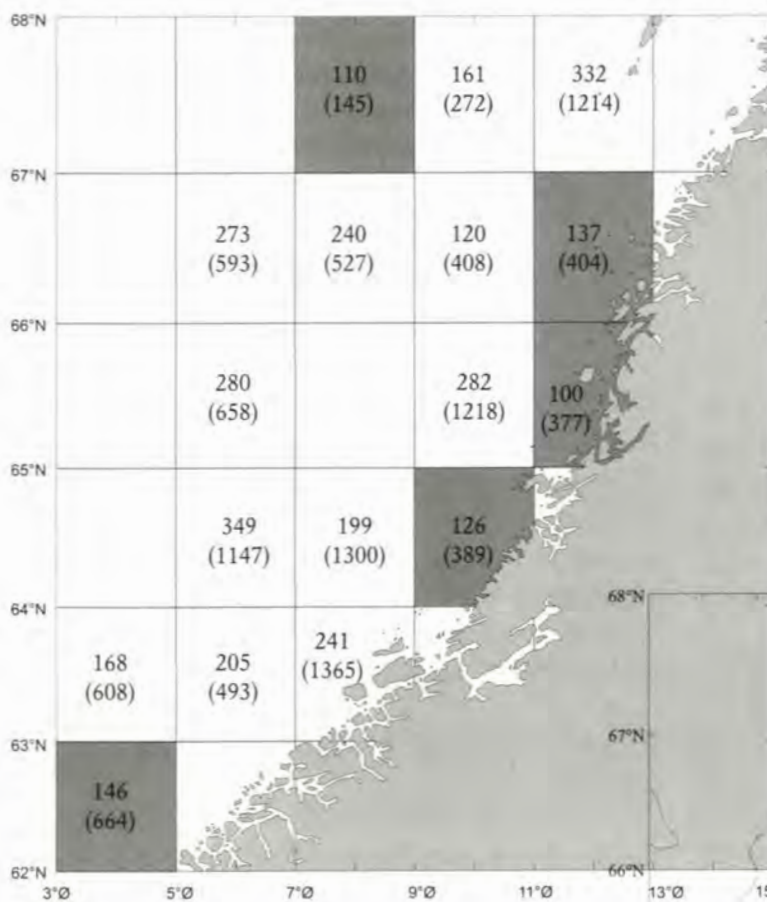 68°N
110 161 332
(145) (272) (1214)
67°N
273 240 120 137
(593) (527) (408) (404)
66°N
280 282 100
(658) (1218) (377)
65°N
349 199 126
(1147) (1300) (389)
64°N 68°N
168 205 241
(608) (493) (1365)
63°N 67°N
146
(664)
62°N 66°N
3°Ø 5°Ø 7°Ø 9°Ø 11°Ø 13°Ø